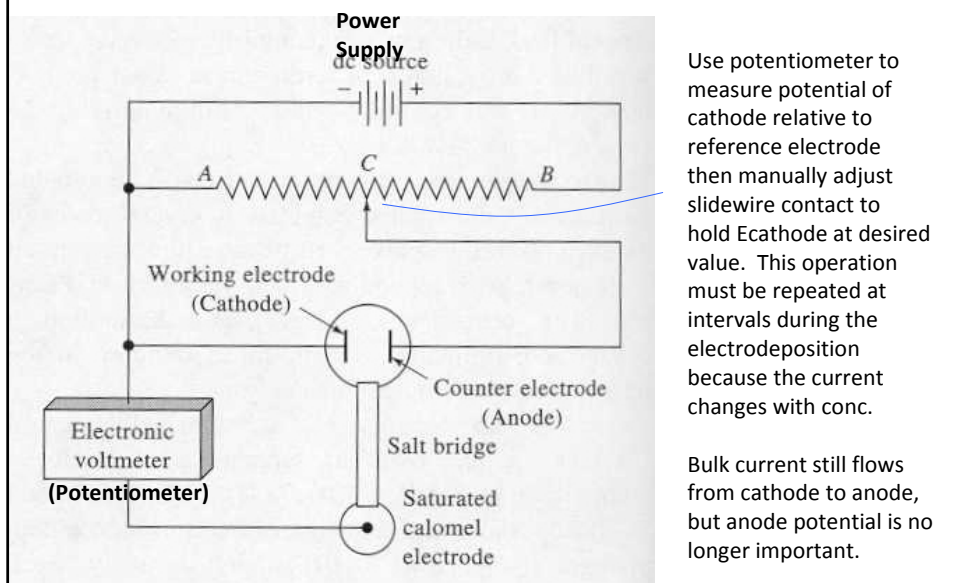 Power
Supply
dc source
− +
A C B
Working electrode
(Cathode)
Counter electrode
(Anode)
Salt bridge
Electronic
voltmeter
(Potentiometer)
Saturated
calomel
electrode
Use potentiometer to
measure potential of
cathode relative to
reference electrode
then manually adjust
slidewire contact to
hold Ecathode at desired
value. This operation
must be repeated at
intervals during the
electrodeposition
because the current
changes with conc.
Bulk current still flows
from cathode to anode,
but anode potential is no
longer important.